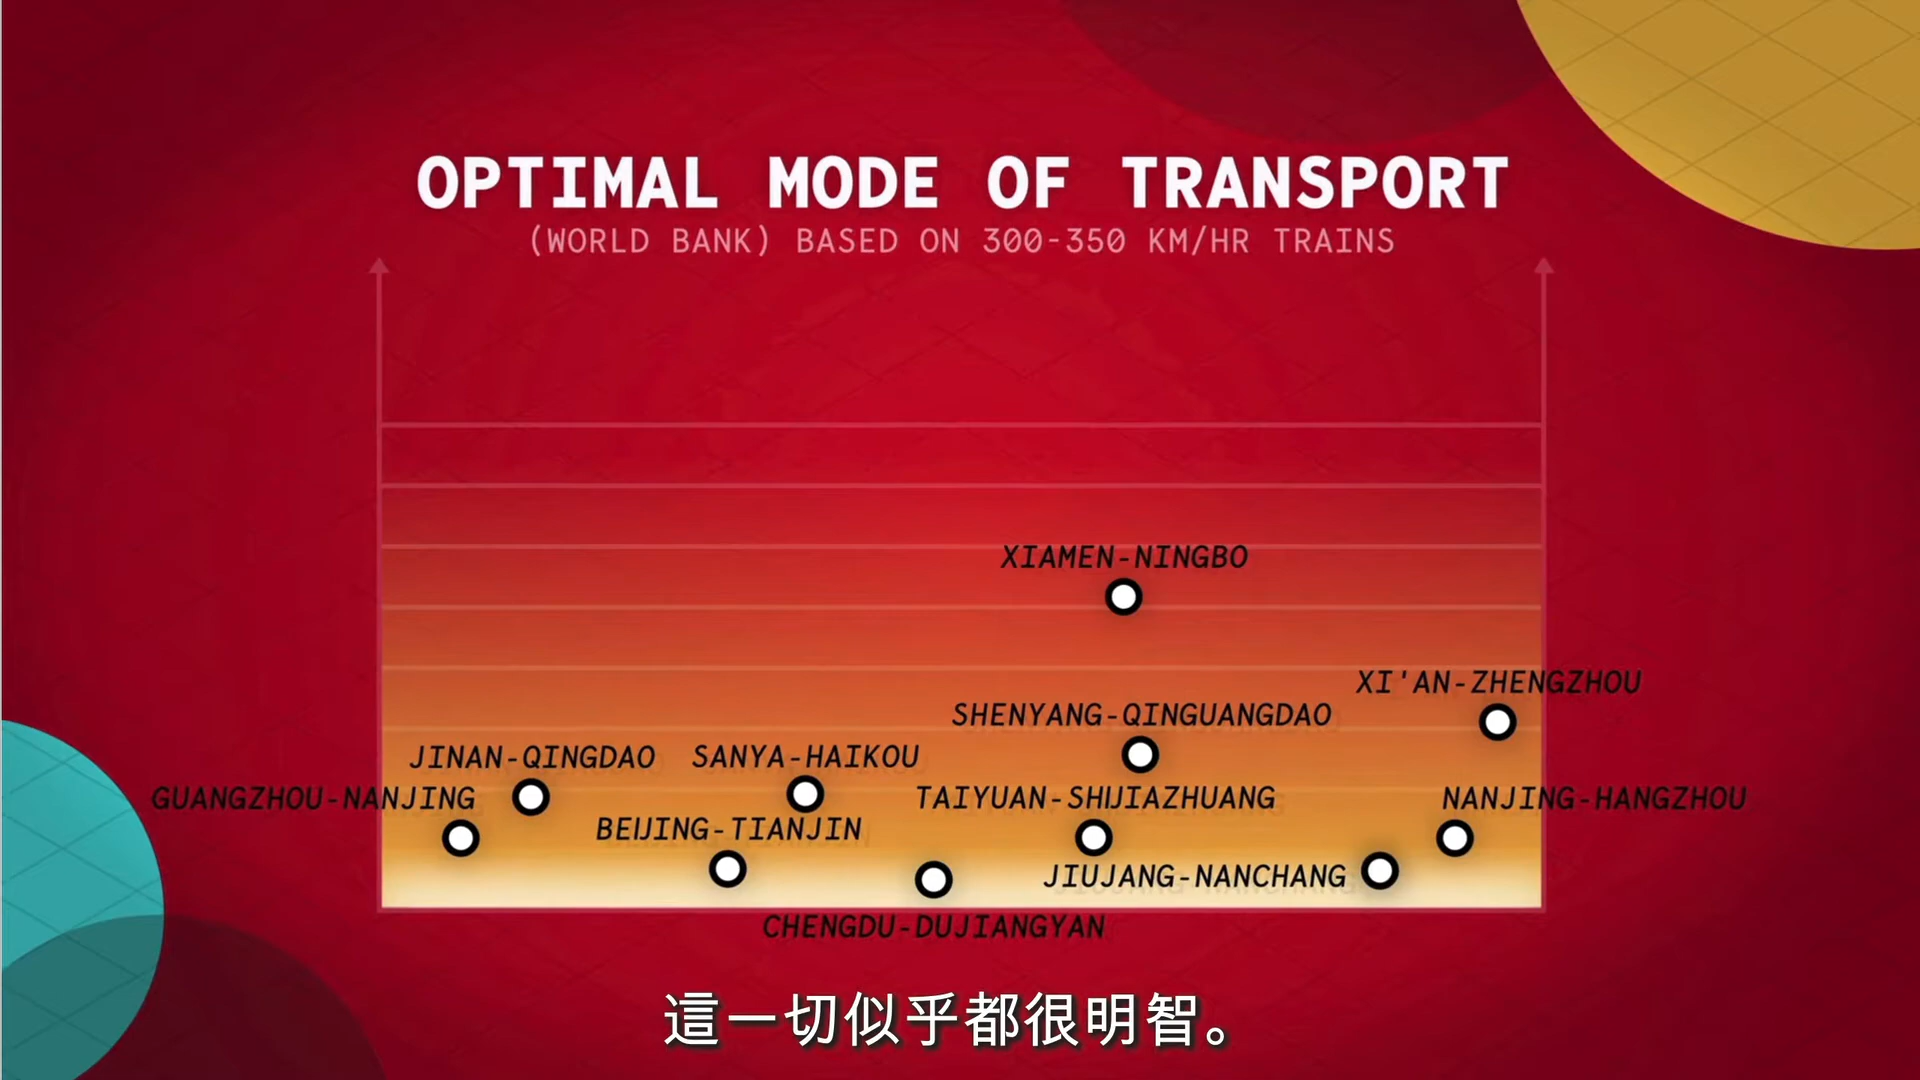 OPTIMAL MODE OF TRANSPORT
(WORLD BANK) BASED ON 300-350 KM/HR TRAINS
XIAMEN-NINGBO
XI'AN-ZHENGZHOU
SHENYANG-QINGUANGDAO
JINAN-QINGDAO
SANYA-HAIKOU
GUANGZHOU-NANJING
TAIYUAN-SHIJIAZHUANG
NANJING-HANGZHOU
BEIJING-TIANJIN
JIUJANG-NANCHANG
CHENGDU-DUJIANGYAN
這一切似乎都很明智。